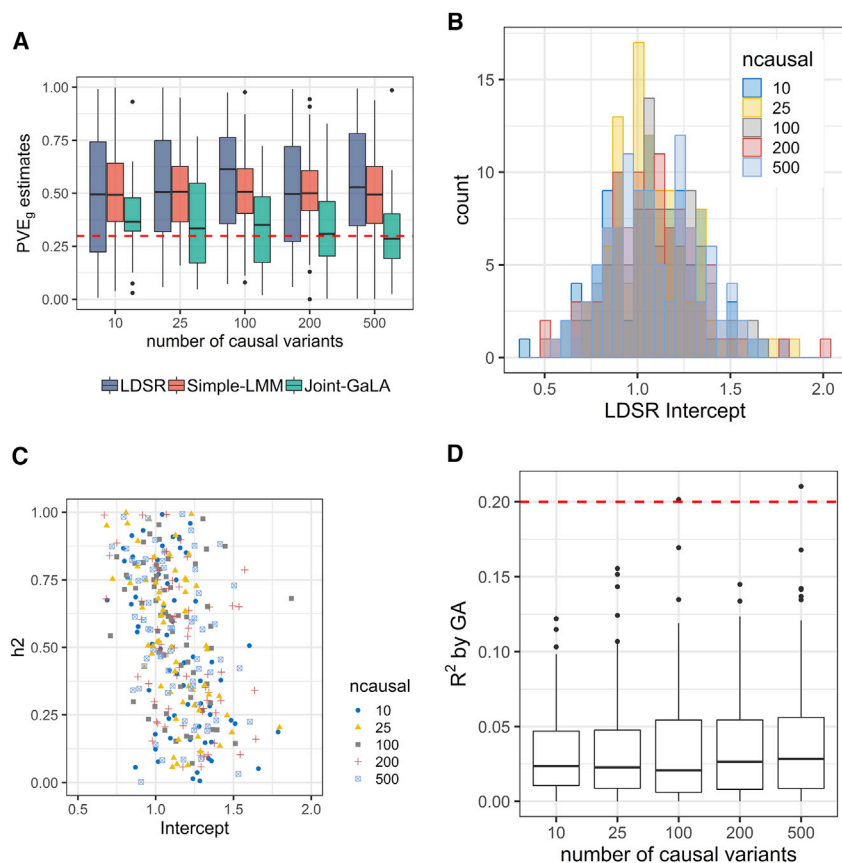 A
PVEg estimates
1.00
0.75
0.50
0.25
0.00
10 25 100 200 500
number of causal variants
LDSR Simple-LMM Joint-GaLA
B
count
15
10
5
0
0.5 1.0 1.5 2.0
LDSR Intercept
ncausal
10
25
100
200
500
C
h2
1.00
0.75
0.50
0.25
0.00
0.5 1.0 1.5 2.0
Intercept
ncausal
10
25
100
200
500
D
R² by GA
0.20
0.15
0.10
0.05
0.00
10 25 100 200 500
number of causal variants